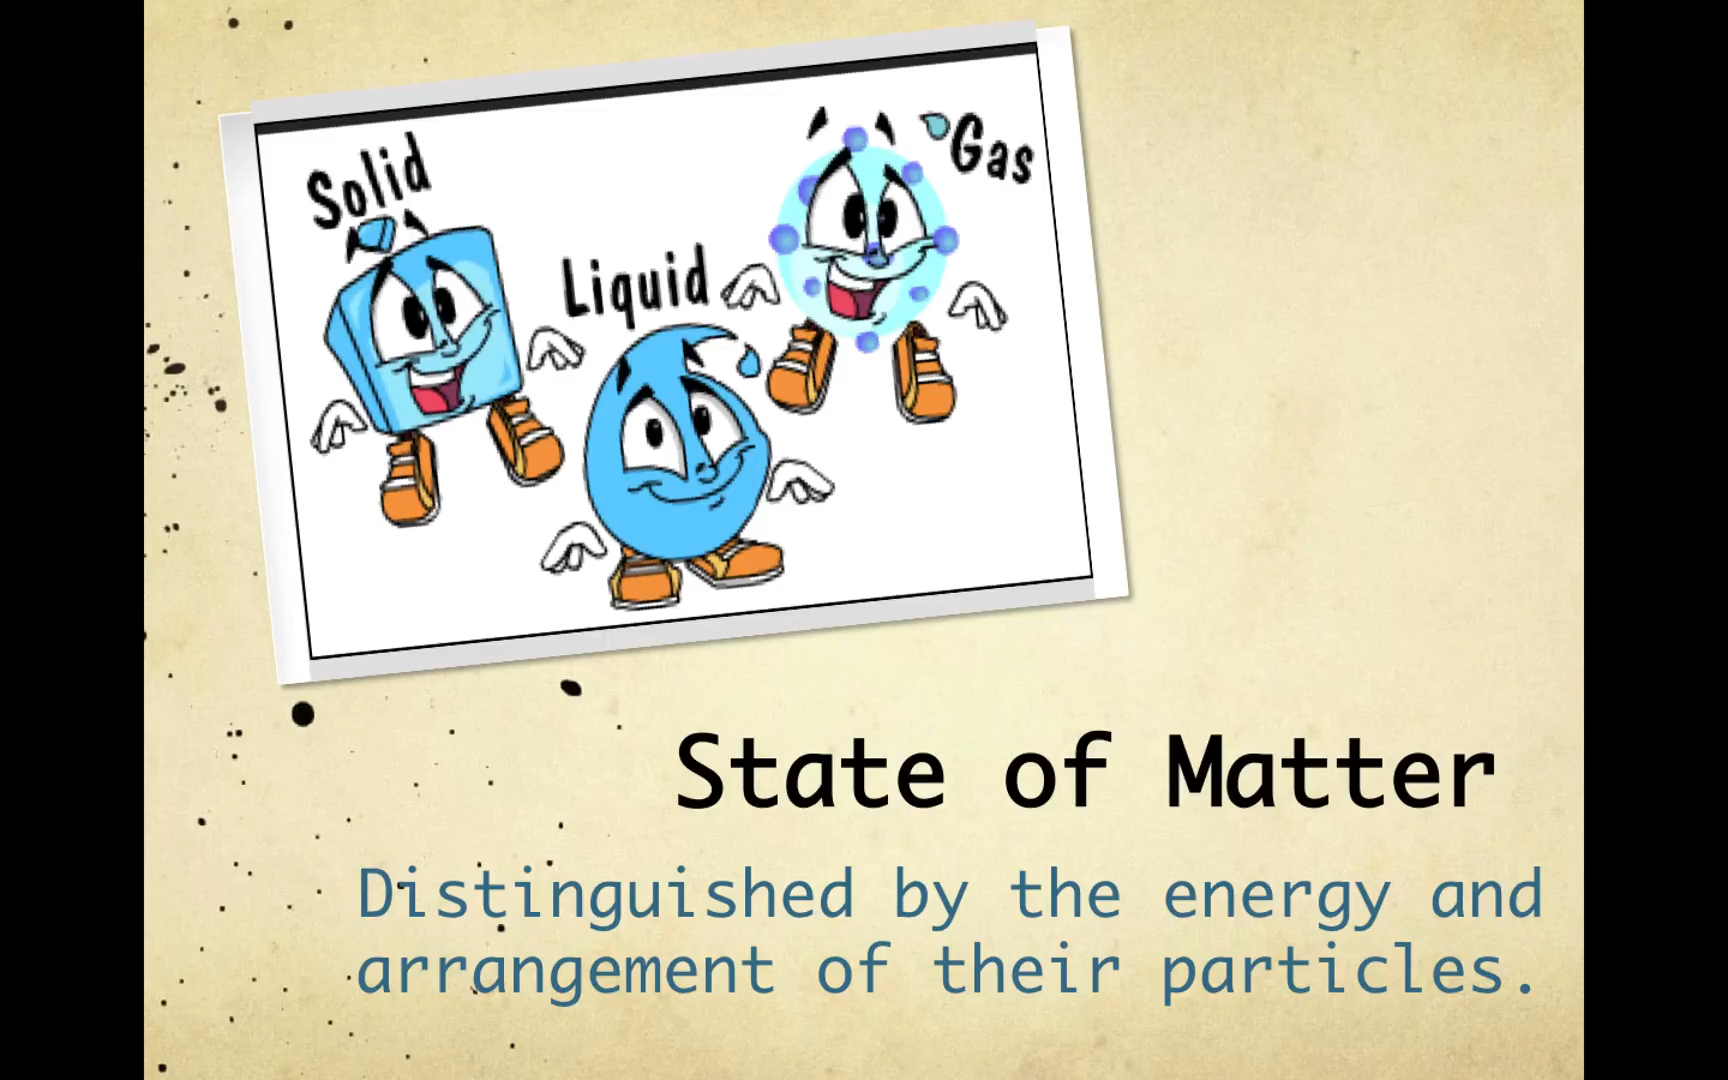 Solid
Liquid
Gas
State of Matter
Distinguished by the energy and
arrangement of their particles.